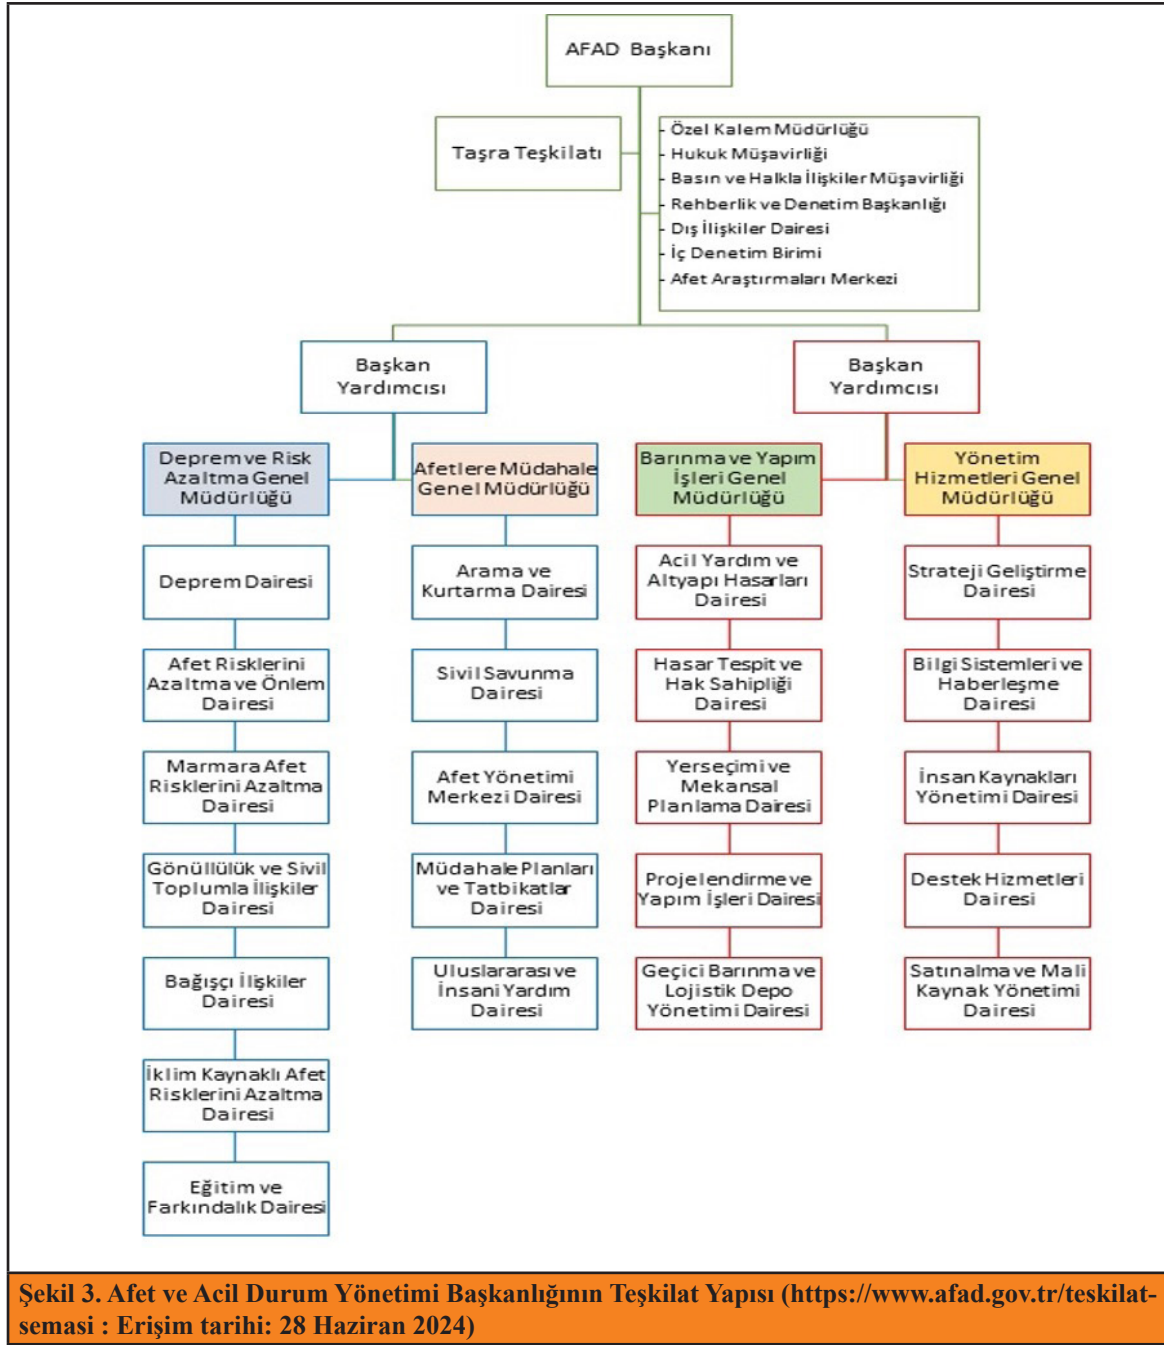 AFAD Başkanı
Taşra Teşkilatı
- Özel Kalem Müdürlüğü
- Hukuk Müşavirliği
- Basın ve Halkla İlişkiler Müşavirliği
- Rehberlik ve Denetim Başkanlığı
- Dış İlişkiler Dairesi
- İç Denetim Birimi
- Afet Araştırmaları Merkezi
Başkan
Yardımcısı
Başkan
Yardımcısı
Deprem ve Risk
Azaltma Genel
Müdürlüğü
Deprem Dairesi
Afet Risklerini
Azaltma ve Önlem
Dairesi
Marmara Afet
Risklerini Azaltma
Dairesi
Gönüllülük ve Sivil
Toplumla İlişkiler
Dairesi
Bağışçı İlişkiler
Dairesi
İklim Kaynaklı Afet
Risklerini Azaltma
Dairesi
Eğitim ve
Farkındalık Dairesi
Afetlere Müdahale
Genel Müdürlüğü
Arama ve
Kurtarma Dairesi
Sivil Savunma
Dairesi
Afet Yönetimi
Merkezi Dairesi
Müdahale Planları
ve Tatbikatlar
Dairesi
Uluslararası ve
İnsani Yardım
Dairesi
Barınma ve Yapım
İşleri Genel
Müdürlüğü
Acil Yardım ve
Altyapı Hasarları
Dairesi
Hasar Tespit ve
Hak Sahipliği
Dairesi
Yerseçimi ve
Mekansal
Planlama Dairesi
Projelendirme ve
Yapım İşleri Dairesi
Geçici Barınma ve
Lojistik Depo
Yönetimi Dairesi
Yönetim
Hizmetleri Genel
Müdürlüğü
Strateji Geliştirme
Dairesi
Bilgi Sistemleri ve
Haberleşme
Dairesi
İnsan Kaynakları
Yönetimi Dairesi
Destek Hizmetleri
Dairesi
Satınalma ve Mali
Kaynak Yönetimi
Dairesi
Şekil 3. Afet ve Acil Durum Yönetimi Başkanlığının Teşkilat Yapısı (https://www.afad.gov.tr/teskilat-
semasi : Erişim tarihi: 28 Haziran 2024)